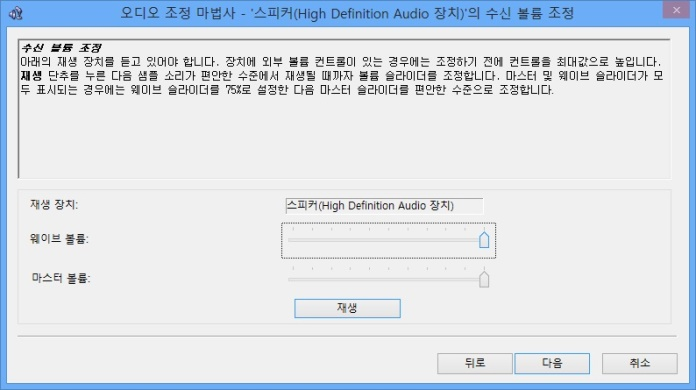 오디오 조정 마법사 - '스피커(High Definition Audio 장치)'의 수신 볼륨 조정
수신 볼륨 조정
아래의 재생 장치를 듣고 있어야 합니다. 장치에 외부 볼륨 컨트롤이 있는 경우에는 조정하기 전에 컨트롤을 최대값으로 높입니다.
재생 단추를 누른 다음 샘플 소리가 편안한 수준에서 재생될 때까지 볼륨 슬라이더를 조정합니다. 마스터 및 웨이브 슬라이더가 모
두 표시되는 경우에는 웨이브 슬라이더를 75%로 설정한 다음 마스터 슬라이더를 편안한 수준으로 조정합니다.
재생 장치:
스피커(High Definition Audio 장치)
웨이브 볼륨:
마스터 볼륨:
재생
뒤로
다음
취소